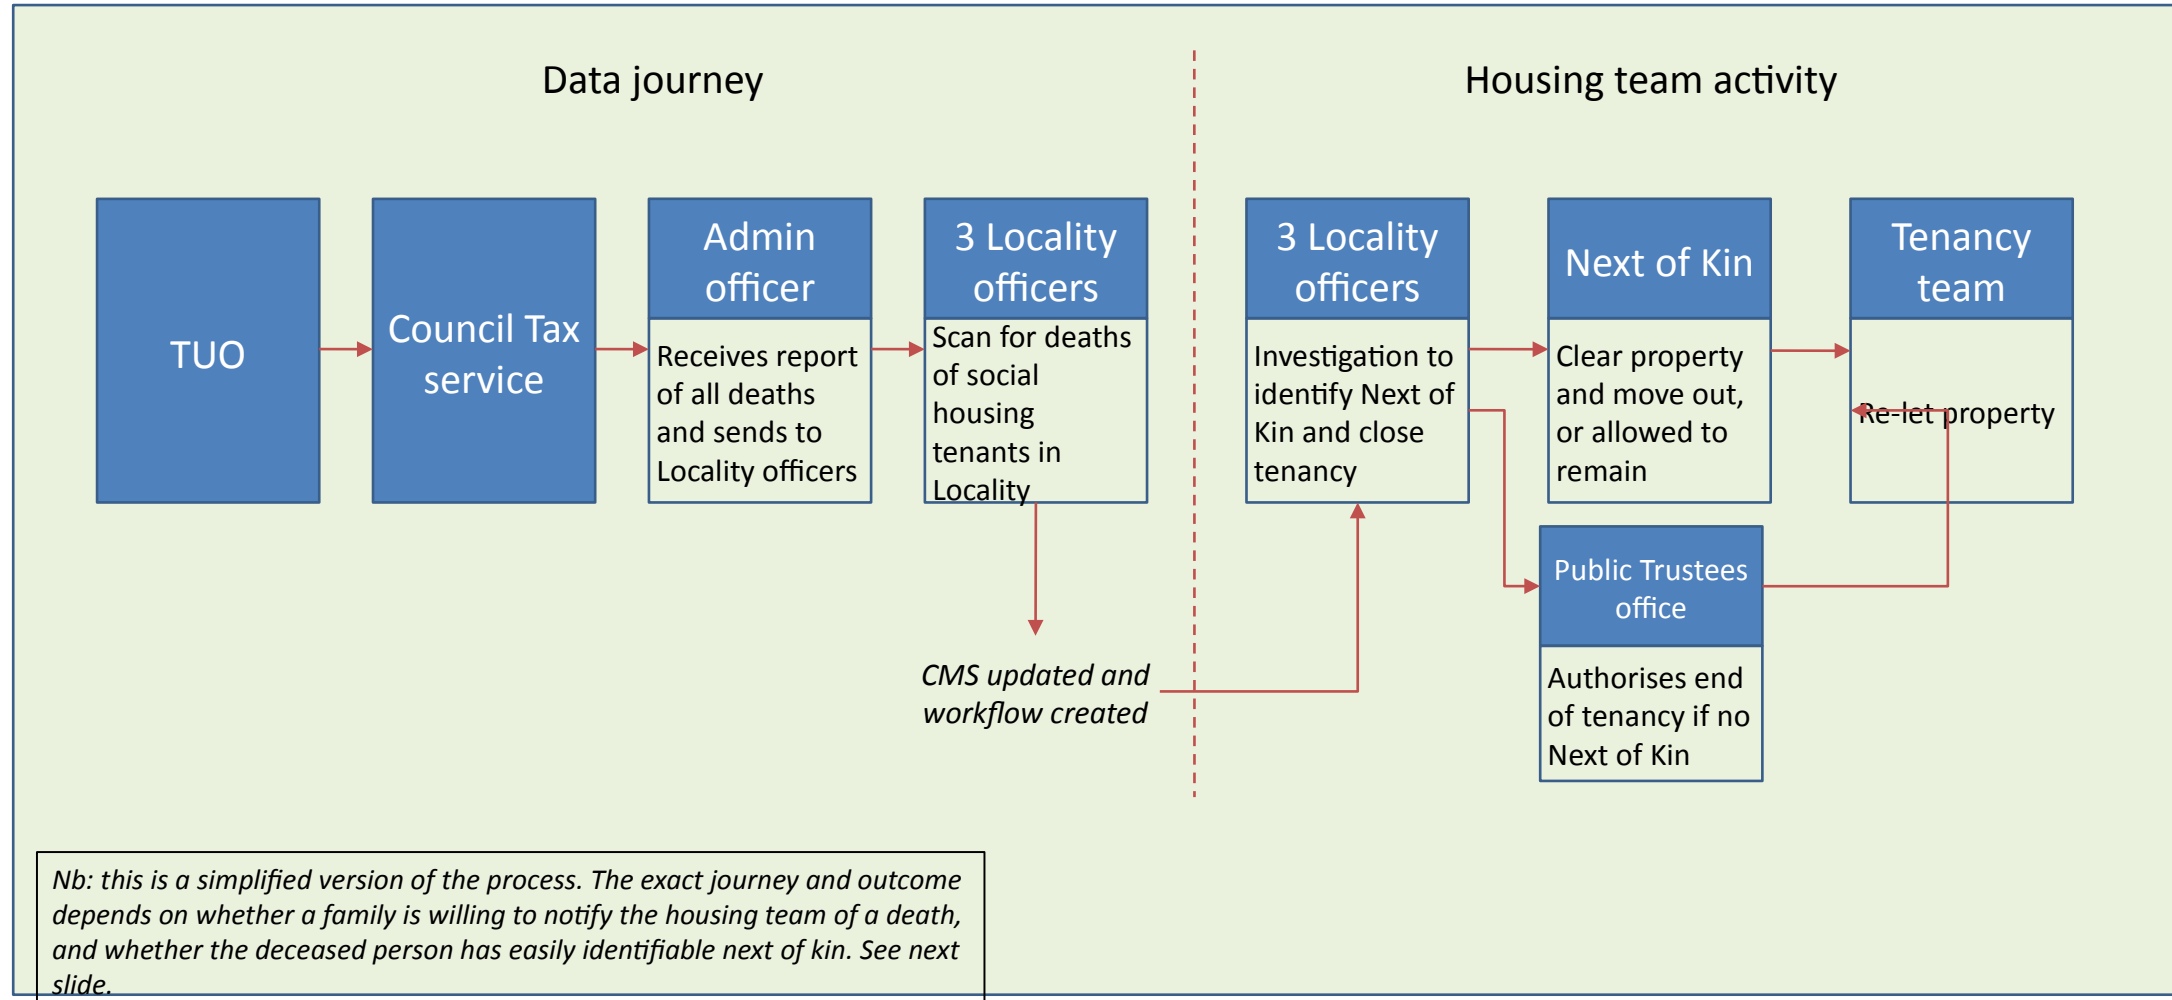 Data journey
Housing team activity
TUO
Council Tax
service
Admin
officer
Receives report
of all deaths
and sends to
Locality officers
3 Locality
officers
Scan for deaths
of social
housing
tenants in
Locality
CMS updated and
workflow created
3 Locality
officers
Investigation to
identify Next of
Kin and close
tenancy
Next of Kin
Clear property
and move out,
or allowed to
remain
Tenancy
team
Re-let property
Public Trustees
office
Authorises end
of tenancy if no
Next of Kin
Nb: this is a simplified version of the process. The exact journey and outcome
depends on whether a family is willing to notify the housing team of a death,
and whether the deceased person has easily identifiable next of kin. See next
slide.